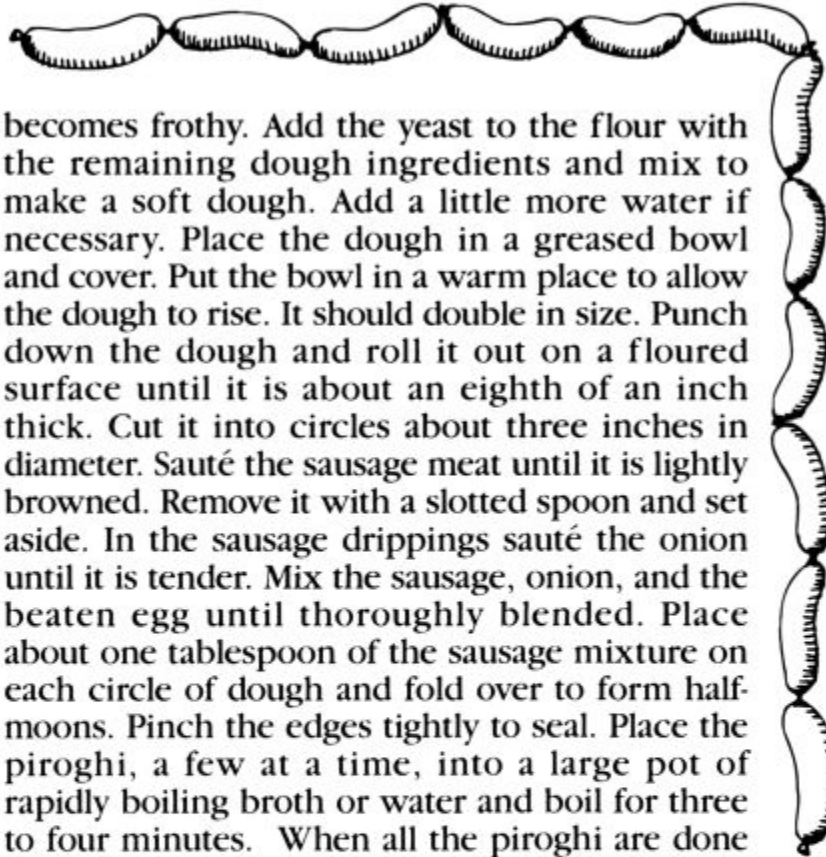 becomes frothy. Add the yeast to the flour with
the remaining dough ingredients and mix to
make a soft dough. Add a little more water if
necessary. Place the dough in a greased bowl
and cover. Put the bowl in a warm place to allow
the dough to rise. It should double in size. Punch
down the dough and roll it out on a floured
surface until it is about an eighth of an inch
thick. Cut it into circles about three inches in
diameter. Sauté the sausage meat until it is lightly
browned. Remove it with a slotted spoon and set
aside. In the sausage drippings sauté the onion
until it is tender. Mix the sausage, onion, and the
beaten egg until thoroughly blended. Place
about one tablespoon of the sausage mixture on
each circle of dough and fold over to form half-
moons. Pinch the edges tightly to seal. Place the
piroghi, a few at a time, into a large pot of
rapidly boiling broth or water and boil for three
to four minutes. When all the piroghi are done